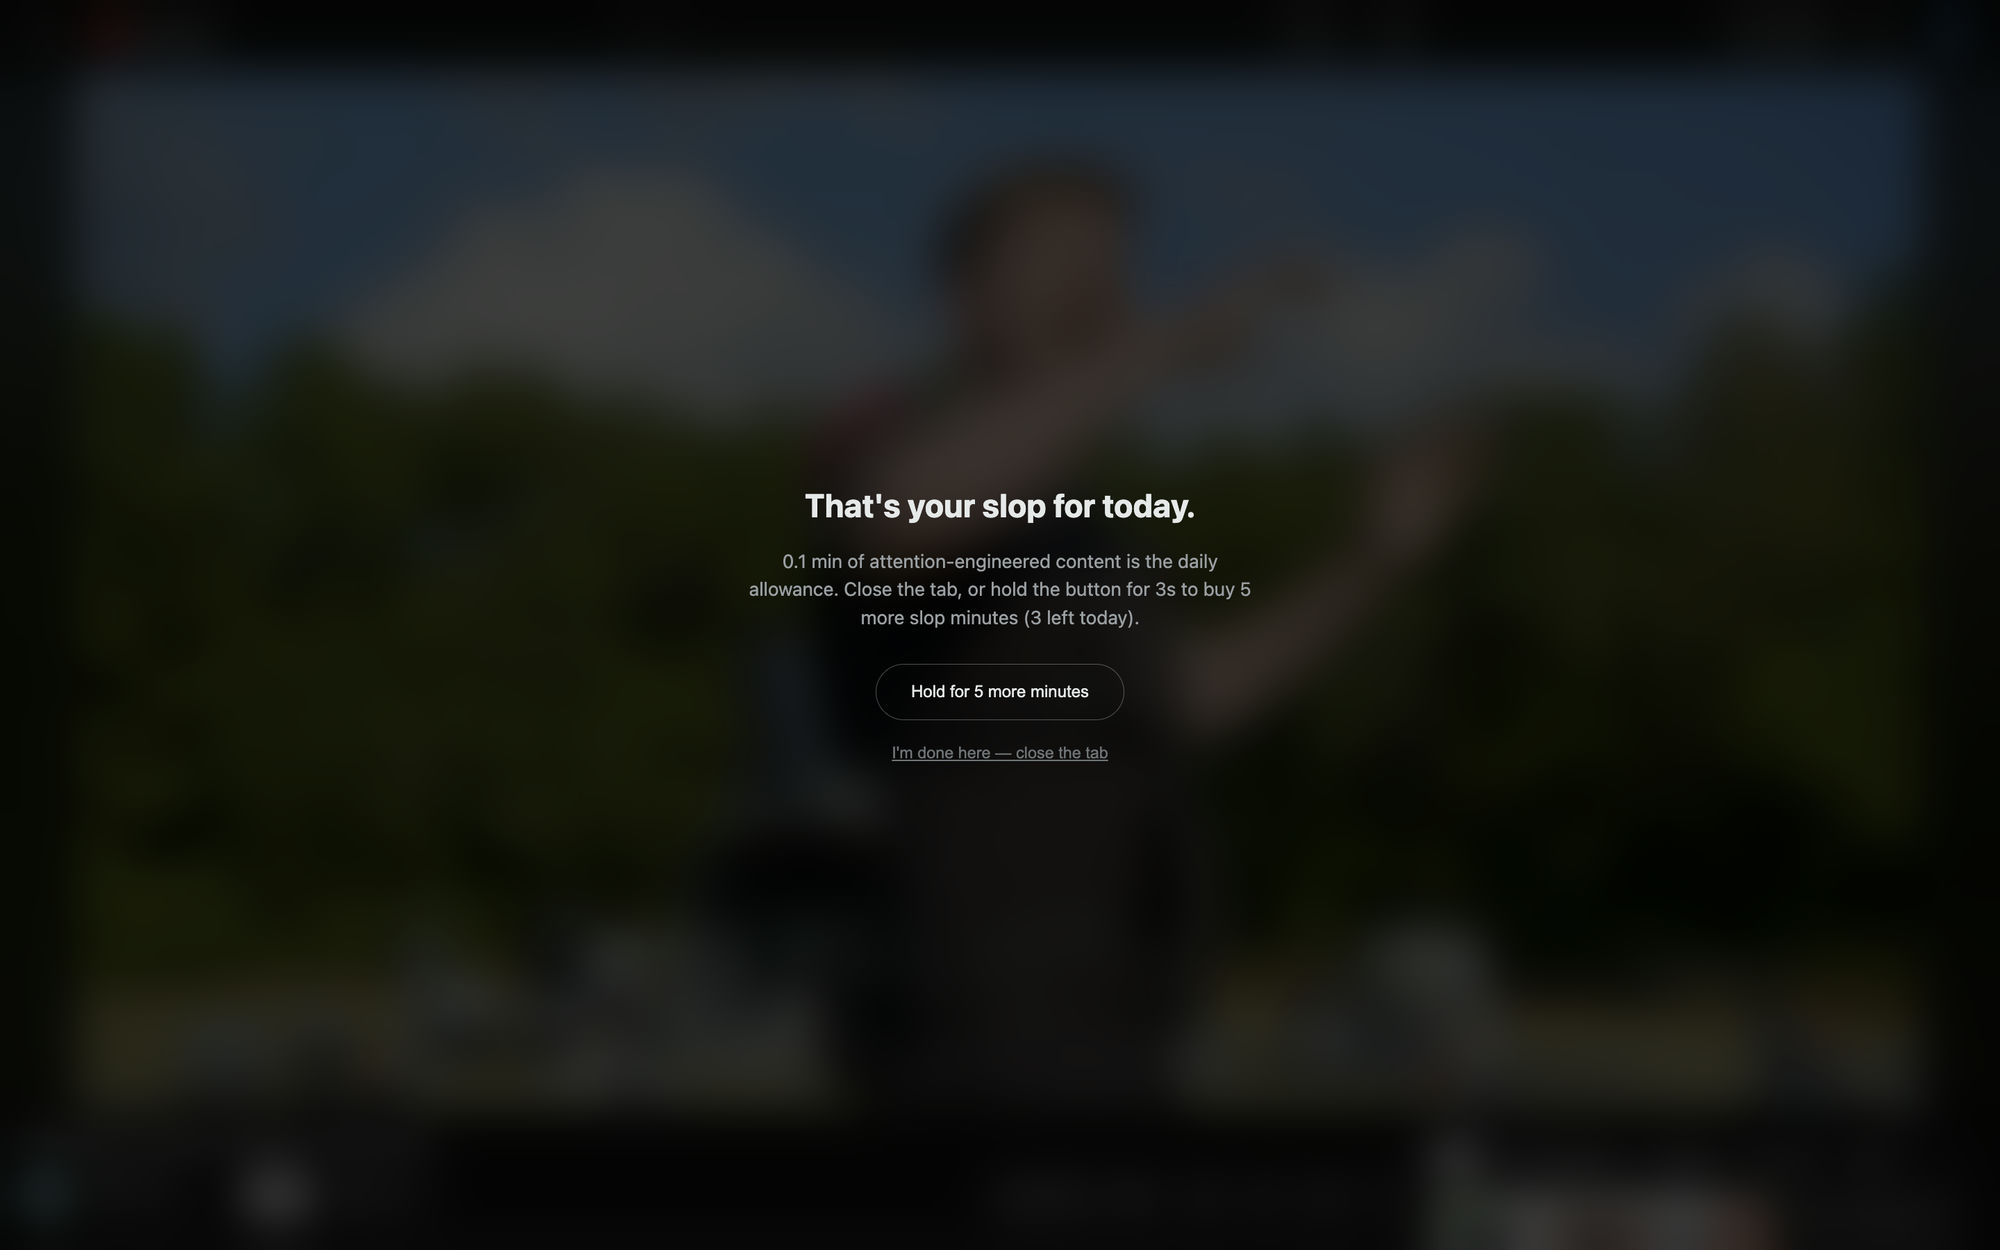 That's your slop for today.
0.1 min of attention-engineered content is the daily
allowance. Close the tab, or hold the button for 3s to buy 5
more slop minutes (3 left today).
Hold for 5 more minutes
I'm done here — close the tab